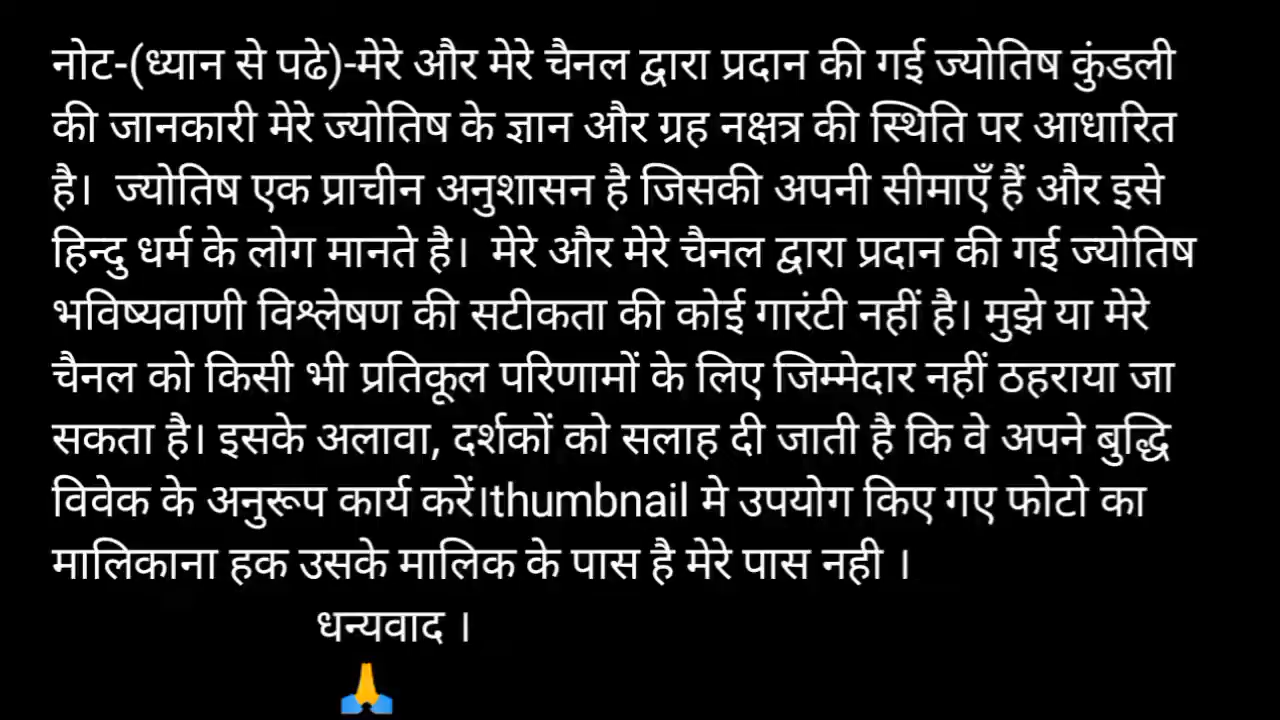 नोट-(ध्यान से पढे)-मेरे और मेरे चैनल द्वारा प्रदान की गई ज्योतिष कुंडली
की जानकारी मेरे ज्योतिष के ज्ञान और ग्रह नक्षत्र की स्थिति पर आधारित
है।  ज्योतिष एक प्राचीन अनुशासन है जिसकी अपनी सीमाएँ हैं और इसे
हिन्दु धर्म के लोग मानते है।  मेरे और मेरे चैनल द्वारा प्रदान की गई ज्योतिष
भविष्यवाणी विश्लेषण की सटीकता की कोई गारंटी नहीं है। मुझे या मेरे
चैनल को किसी भी प्रतिकूल परिणामों के लिए जिम्मेदार नहीं ठहराया जा
सकता है। इसके अलावा, दर्शकों को सलाह दी जाती है कि वे अपने बुद्धि
विवेक के अनुरूप कार्य करें।thumbnail मे उपयोग किए गए फोटो का
मालिकाना हक उसके मालिक के पास है मेरे पास नही ।
धन्यवाद ।
🙏